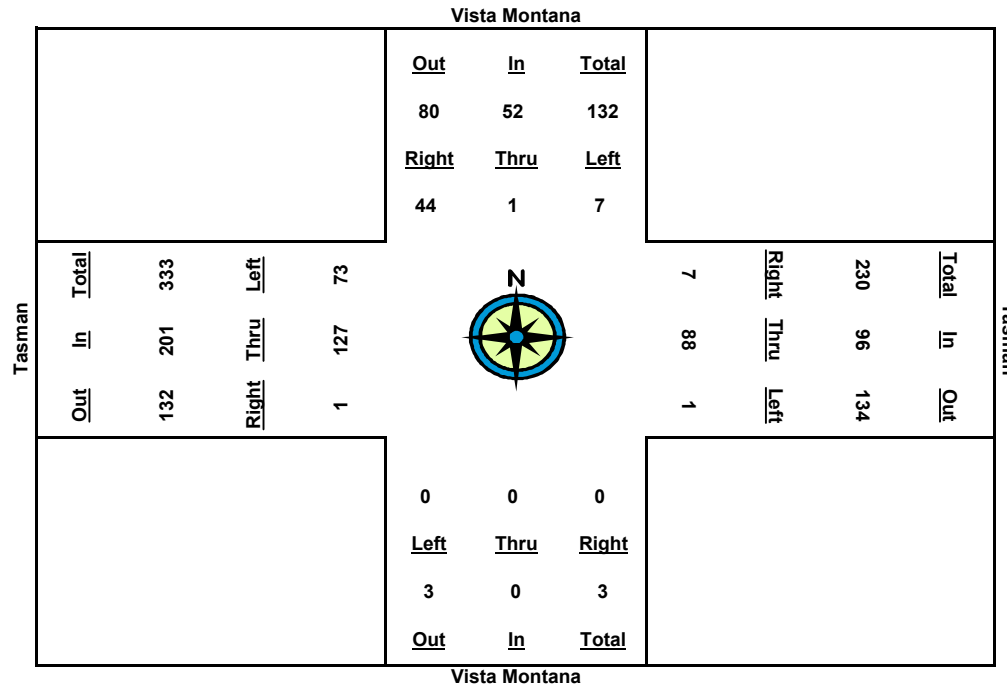 Vista Montana
Out In Total
80 52 132
Right Thru Left
44 1 7
Tasman
Total 333 Left 73
In 201 Thru 127
Out 132 Right 1
N
7 Right 230 Total
88 Thru 96 In
1 Left 134 Out
Tasman
0 0 0
Left Thru Right
3 0 3
Out In Total
Vista Montana